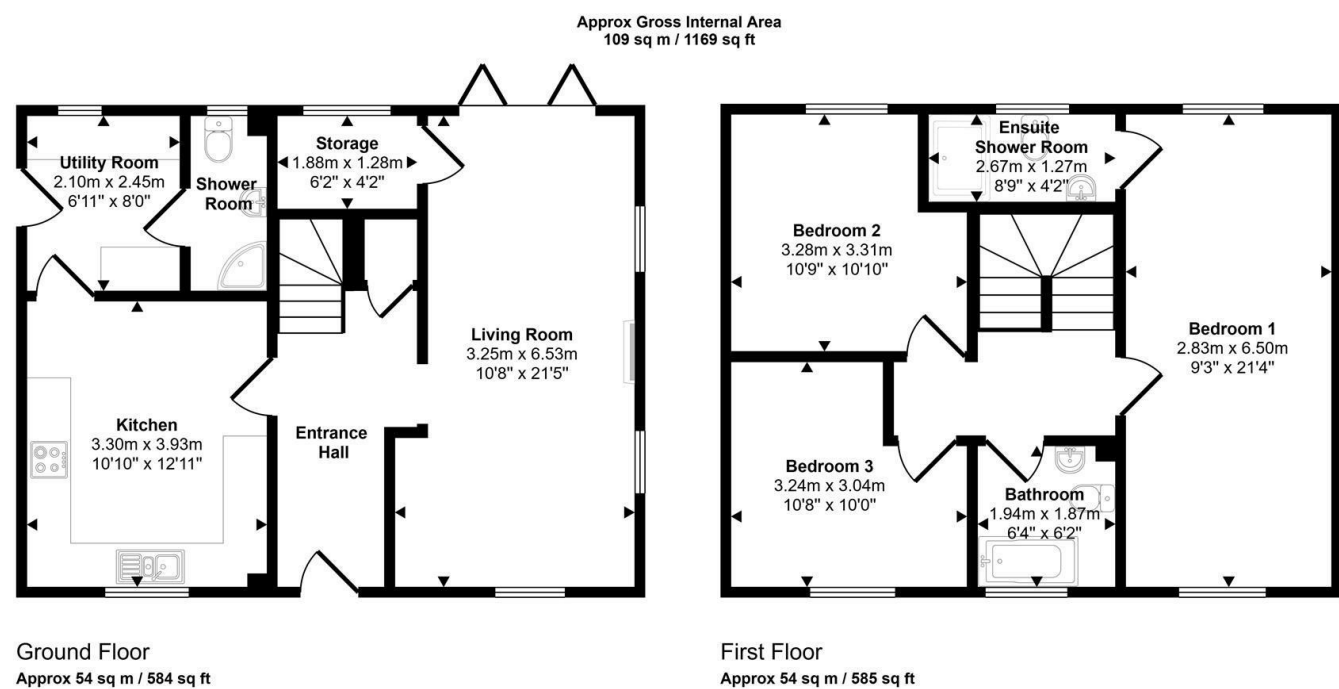 Approx Gross Internal Area
109 sq m / 1169 sq ft
Utility Room
2.10m x 2.45m
6'11" x 8'0"
Shower
Room
Storage
1.88m x 1.28m
6'2" x 4'2"
Living Room
3.25m x 6.53m
10'8" x 21'5"
Kitchen
3.30m x 3.93m
10'10" x 12'11"
Entrance
Hall
Ground Floor
Approx 54 sq m / 584 sq ft
Ensuite
Shower Room
2.67m x 1.27m
8'9" x 4'2"
Bedroom 2
3.28m x 3.31m
10'9" x 10'10"
Bedroom 1
2.83m x 6.50m
9'3" x 21'4"
Bedroom 3
3.24m x 3.04m
10'8" x 10'0"
Bathroom
1.94m x 1.87m
6'4" x 6'2"
First Floor
Approx 54 sq m / 585 sq ft